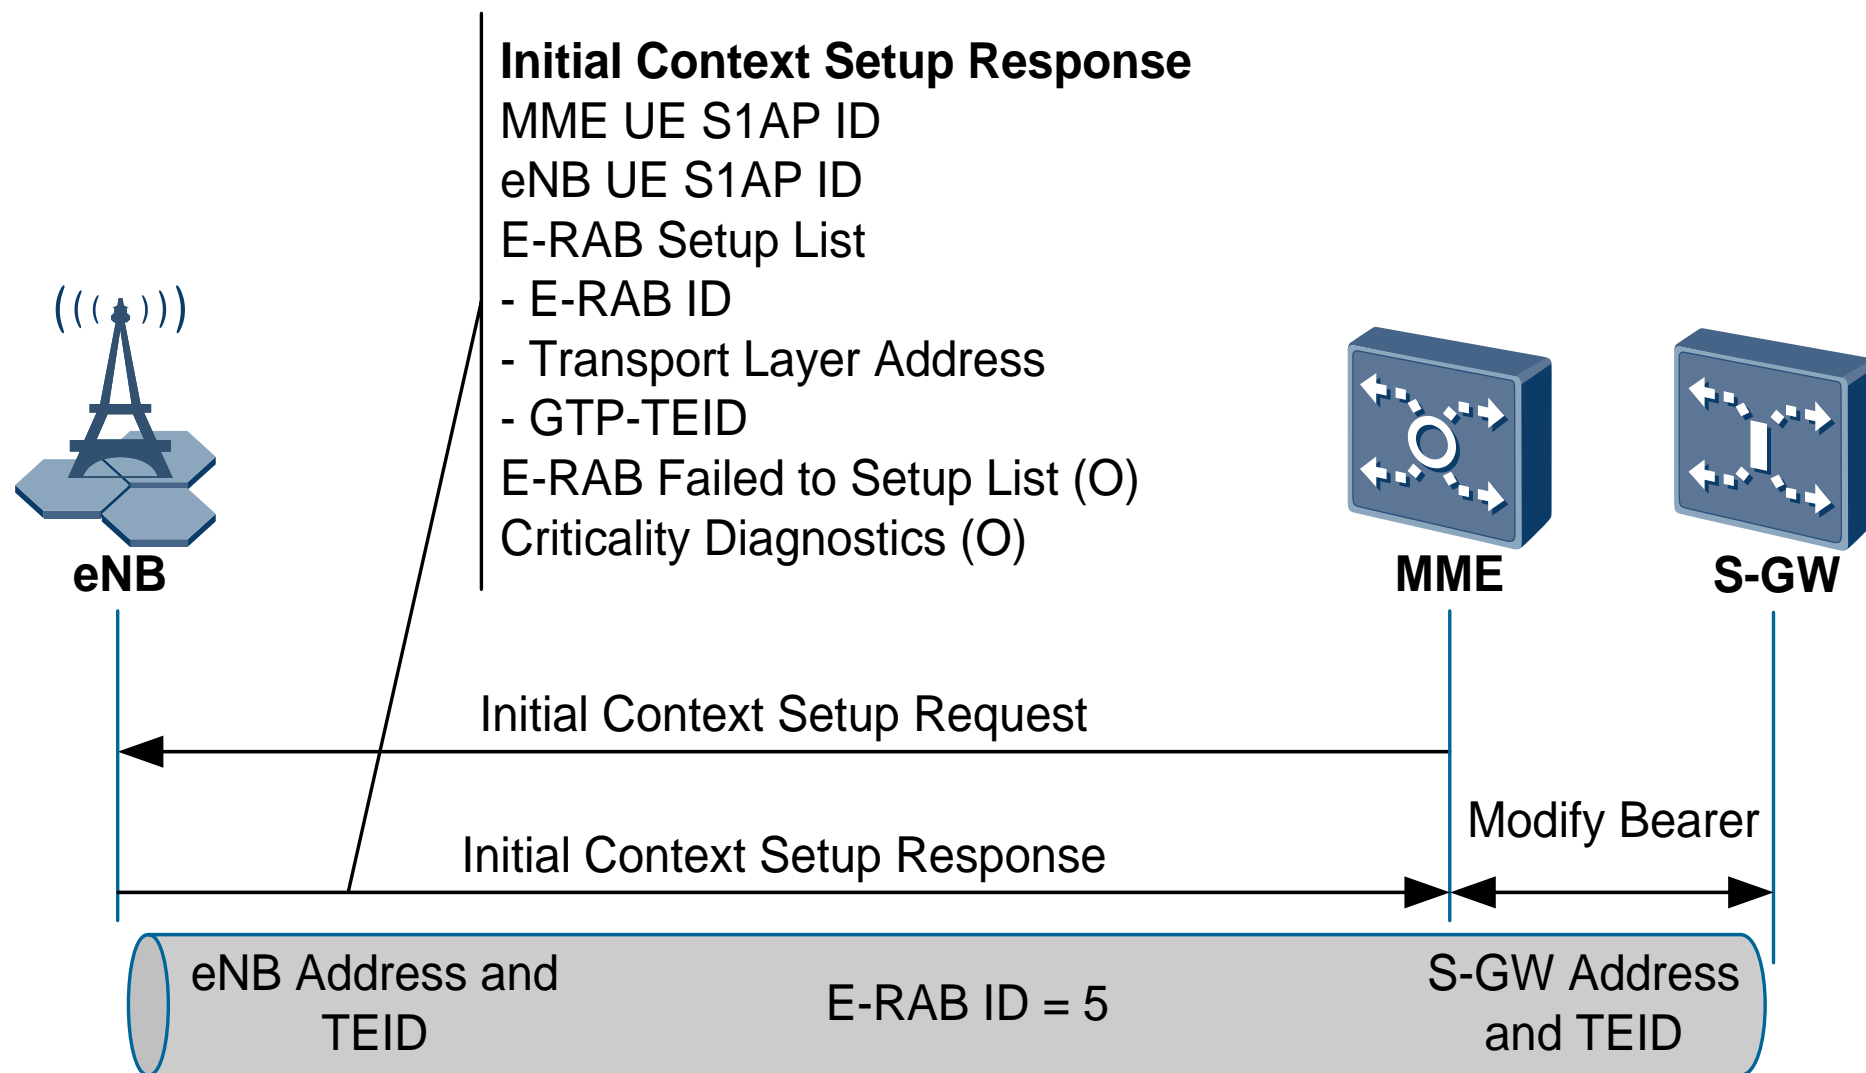 Initial Context Setup Response
MME UE S1AP ID
eNB UE S1AP ID
E-RAB Setup List
- E-RAB ID
- Transport Layer Address
- GTP-TEID
E-RAB Failed to Setup List (O)
Criticality Diagnostics (O)
eNB
MME
S-GW
Initial Context Setup Request
Modify Bearer
Initial Context Setup Response
eNB Address and
TEID
E-RAB ID = 5
S-GW Address
and TEID